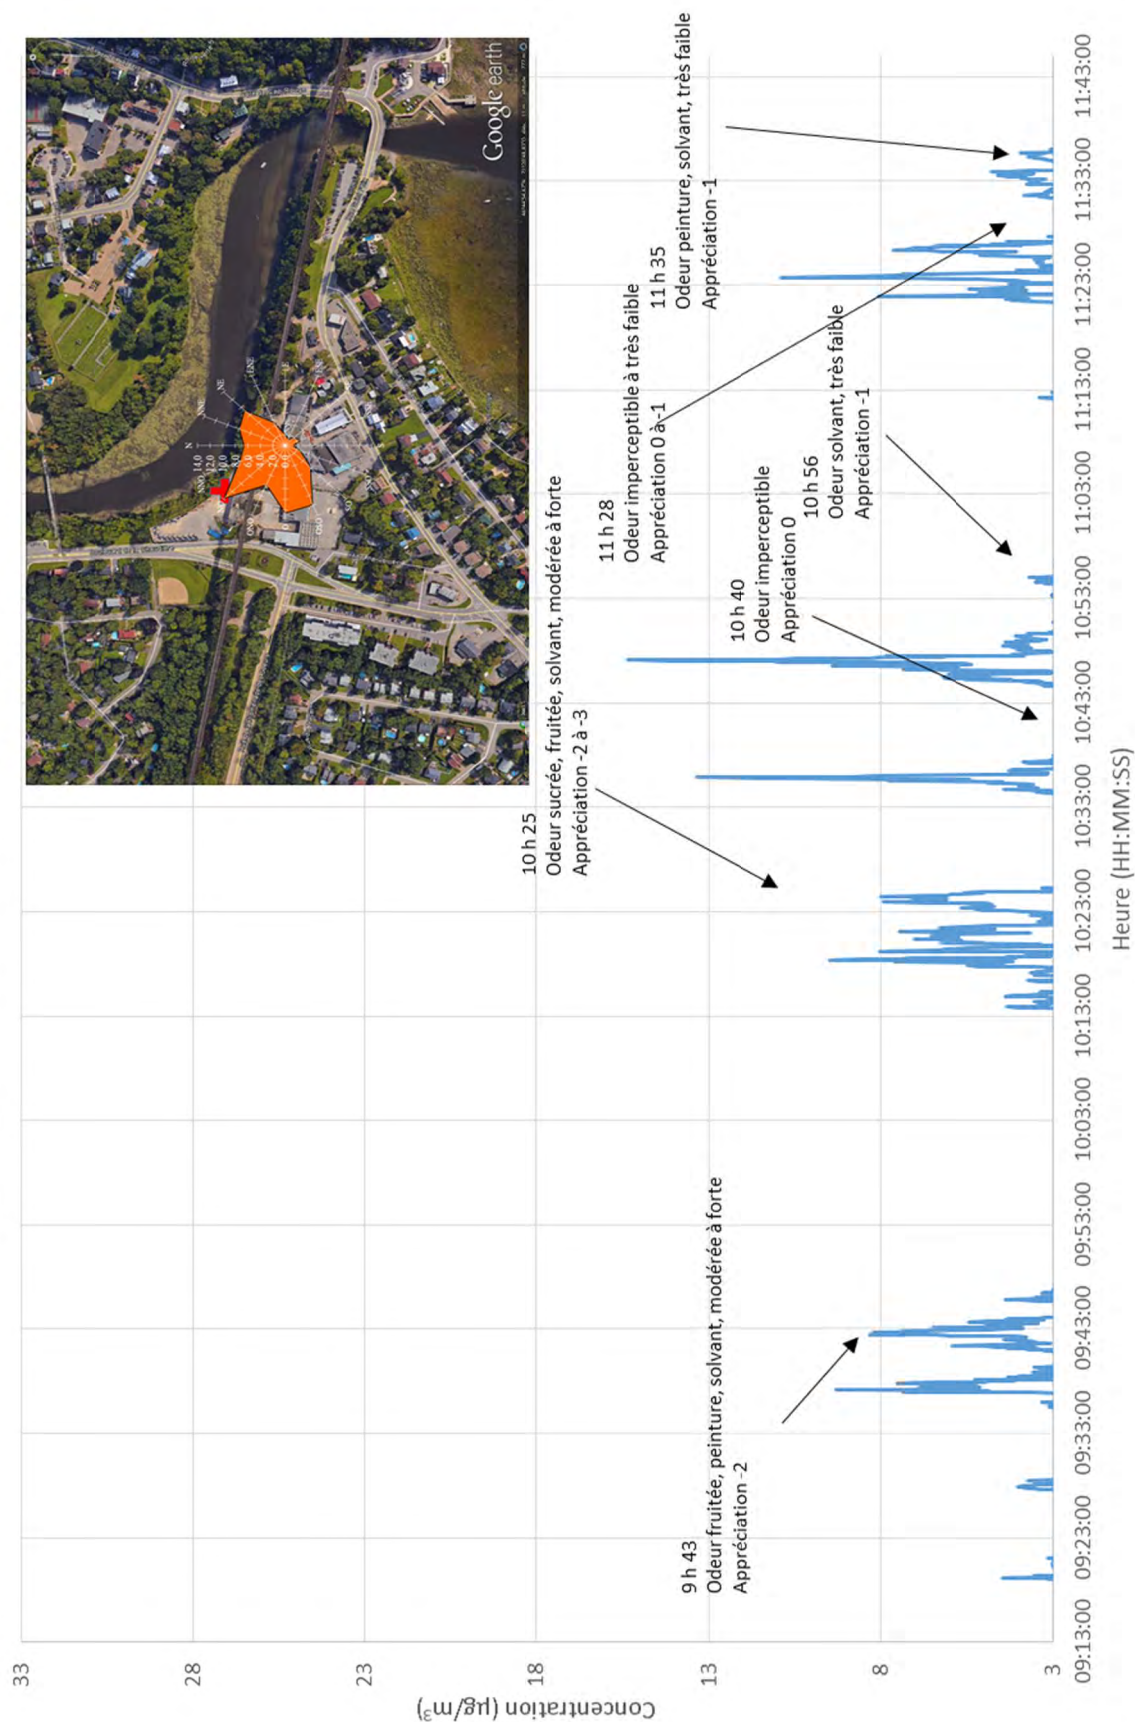 Concentration (µg/m³)
33
28
23
18
13
8
3
9 h 43
Odeur fruitée, peinture, solvant, modérée à forte
Appréciation -2
10 h 25
Odeur sucrée, fruitée, solvant, modérée à forte
Appréciation -2 à -3
10 h 40
Odeur imperceptible
Appréciation 0
10 h 56
Odeur solvant, très faible
Appréciation -1
11 h 28
Odeur imperceptible à très faible
Appréciation 0 à -1
11 h 35
Odeur peinture, solvant, très faible
Appréciation -1
Google earth
N
NNE
NE
ENE
E
NNO
14,0
12,0
10,0
8,0
6,0
4,0
2,0
0,0
ONO
O
OSO
09:13:00
09:23:00
09:33:00
09:43:00
09:53:00
10:03:00
10:13:00
10:23:00
10:33:00
10:43:00
10:53:00
11:03:00
11:13:00
11:23:00
11:33:00
11:43:00
Heure (HH:MM:SS)